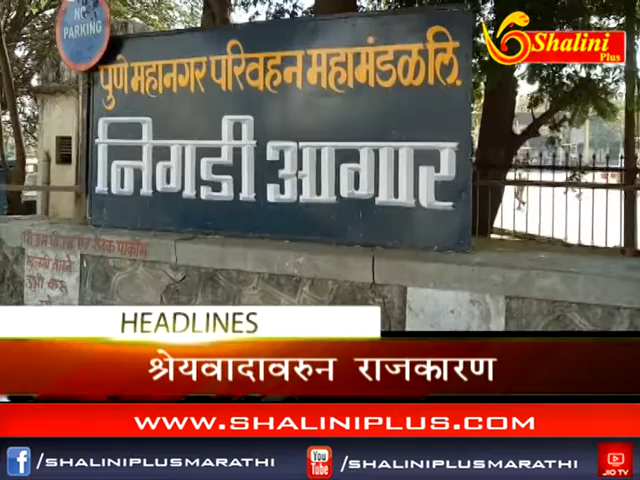 NO
PARKING
Shalini
Plus
पुणे महानगर परिवहन महामंडळ लि.
निगडी आगार
HEADLINES
श्रेयवादावरुन राजकारण
WWW.SHALINIPLUS.COM
/SHALINIPLUSMARATHI
You
Tube
/SHALINIPLUSMARATHI
JIO TV